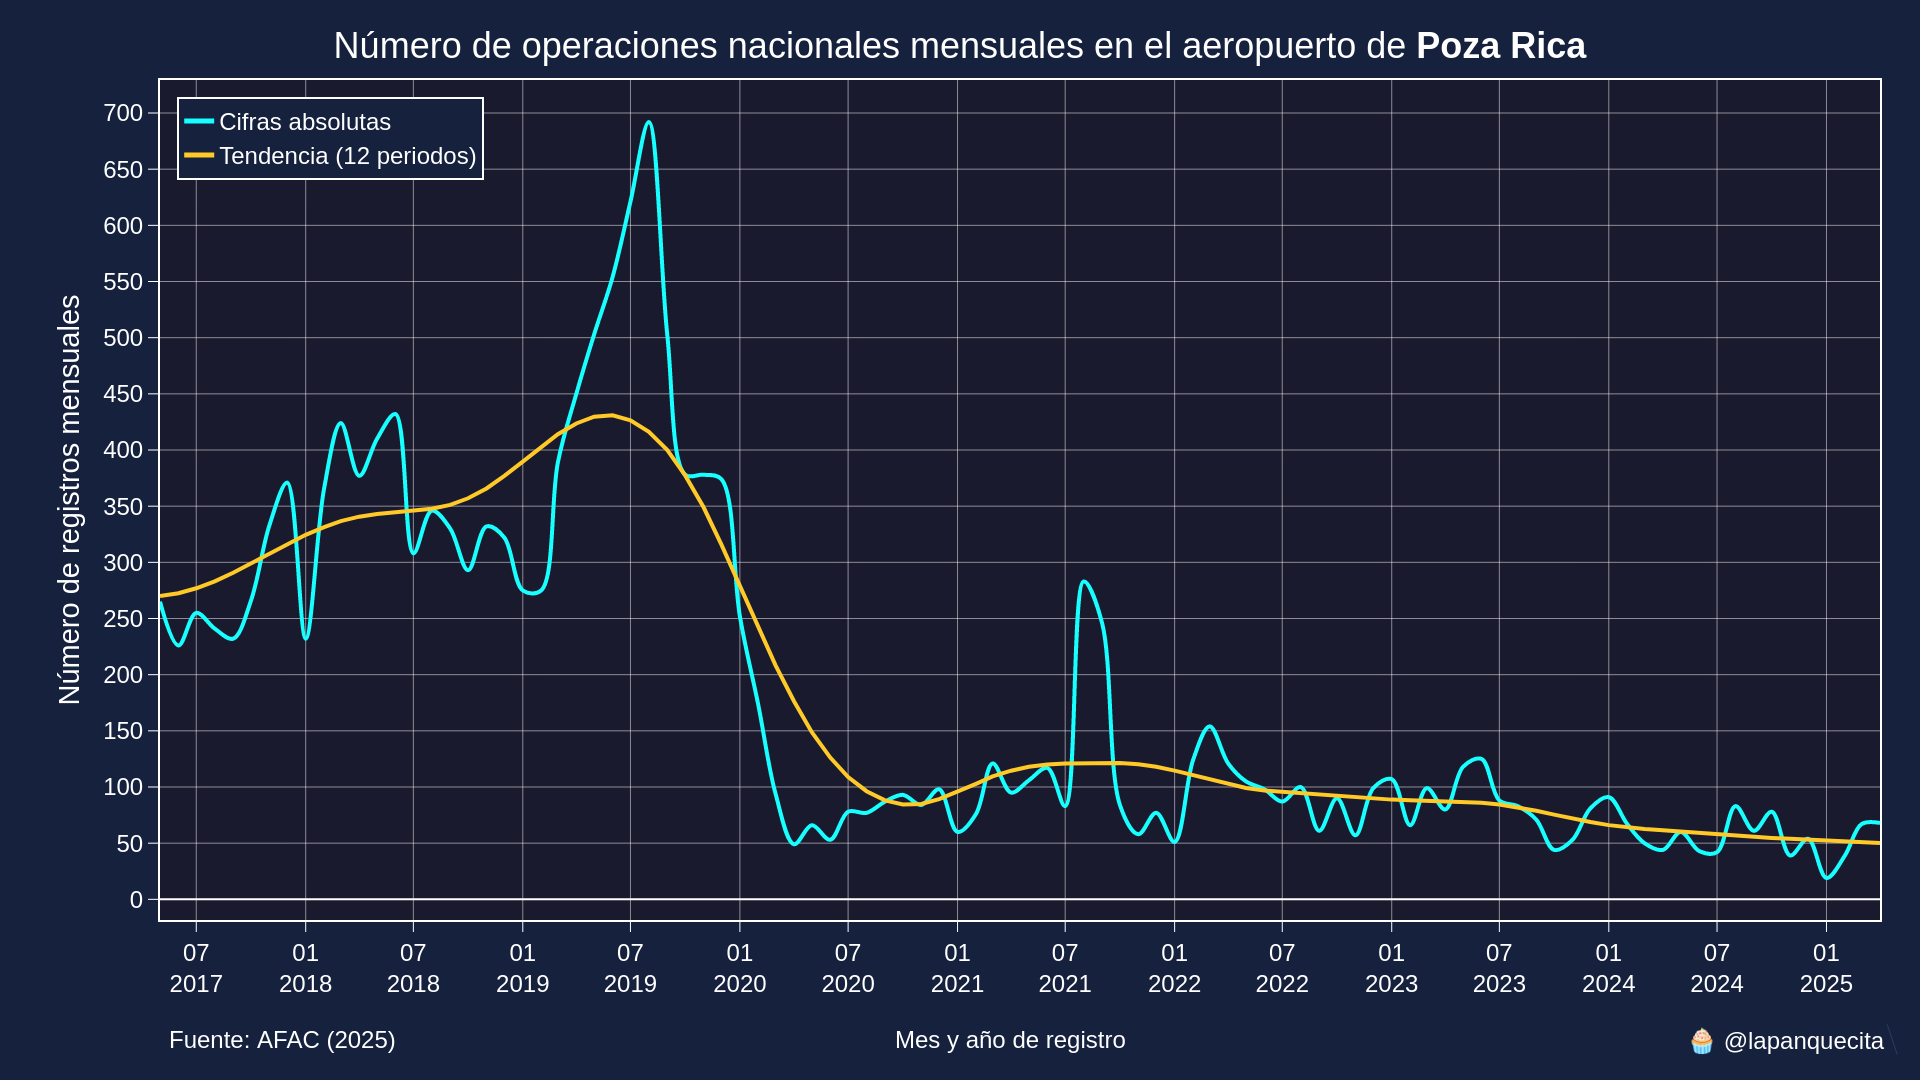 Número de operaciones nacionales mensuales en el aeropuerto de Poza Rica
Cifras absolutas
Tendencia (12 periodos)
Número de registros mensuales
700
650
600
550
500
450
400
350
300
250
200
150
100
50
0
07 01 07 01 07 01 07 01 07 01 07 01 07 01 07 01
2017 2018 2018 2019 2019 2020 2020 2021 2021 2022 2022 2023 2023 2024 2024 2025
Fuente: AFAC (2025)
Mes y año de registro
🧁 @lapanquecita